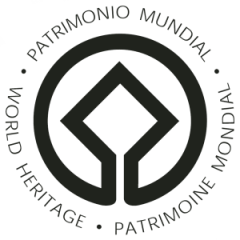 • PATRIMONIO MUNDIAL •
WORLD HERITAGE •
PATRIMOINE MONDIAL